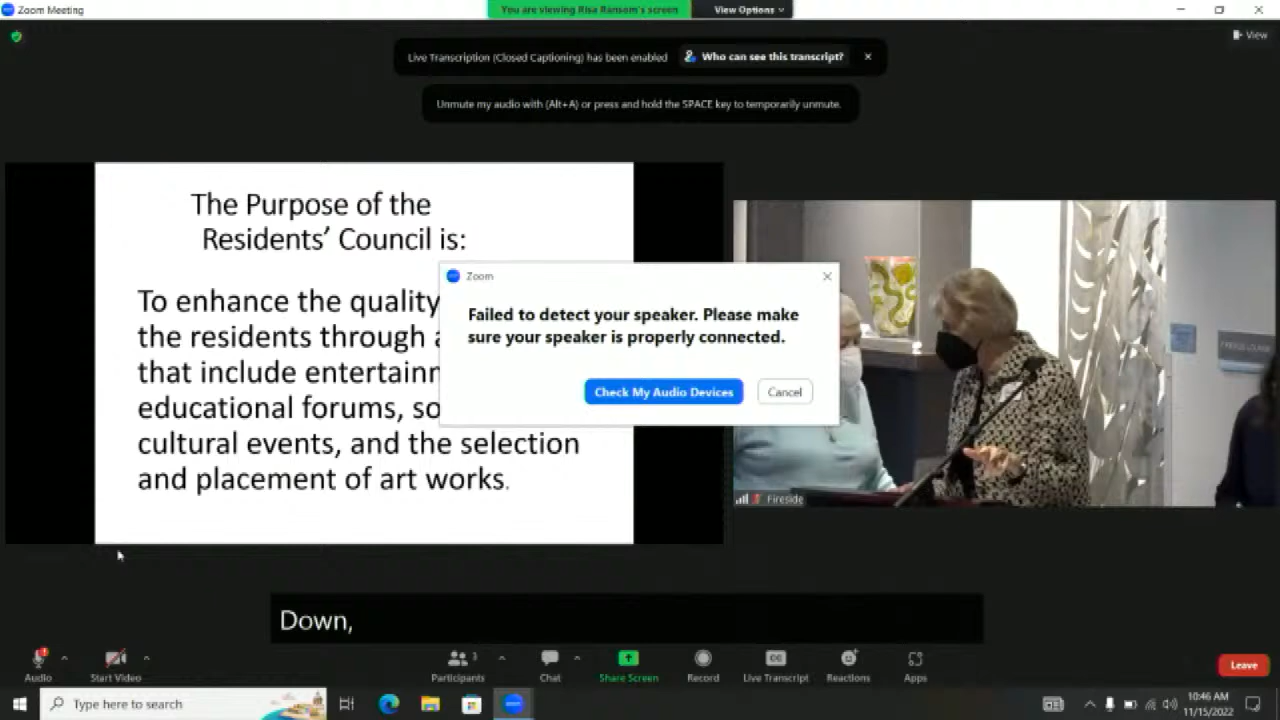 Zoom Meeting
You are viewing Risa Ransom's screen
View Options
View
Live Transcription (Closed Captioning) has been enabled
Who can see this transcript?
Unmute my audio with (Alt+A) or press and hold the SPACE key to temporarily unmute.
The Purpose of the
Residents' Council is:
To enhance the quality
the residents through a
that include entertainm
educational forums, so
cultural events, and the selection
and placement of art works.
Zoom
Failed to detect your speaker. Please make
sure your speaker is properly connected.
Check My Audio Devices
Cancel
Fireside
Down,
Audio
Start Video
Participants
3
Chat
Share Screen
Record
CC
Live Transcript
Reactions
Apps
Leave
Type here to search
10:46 AM
11/15/2022